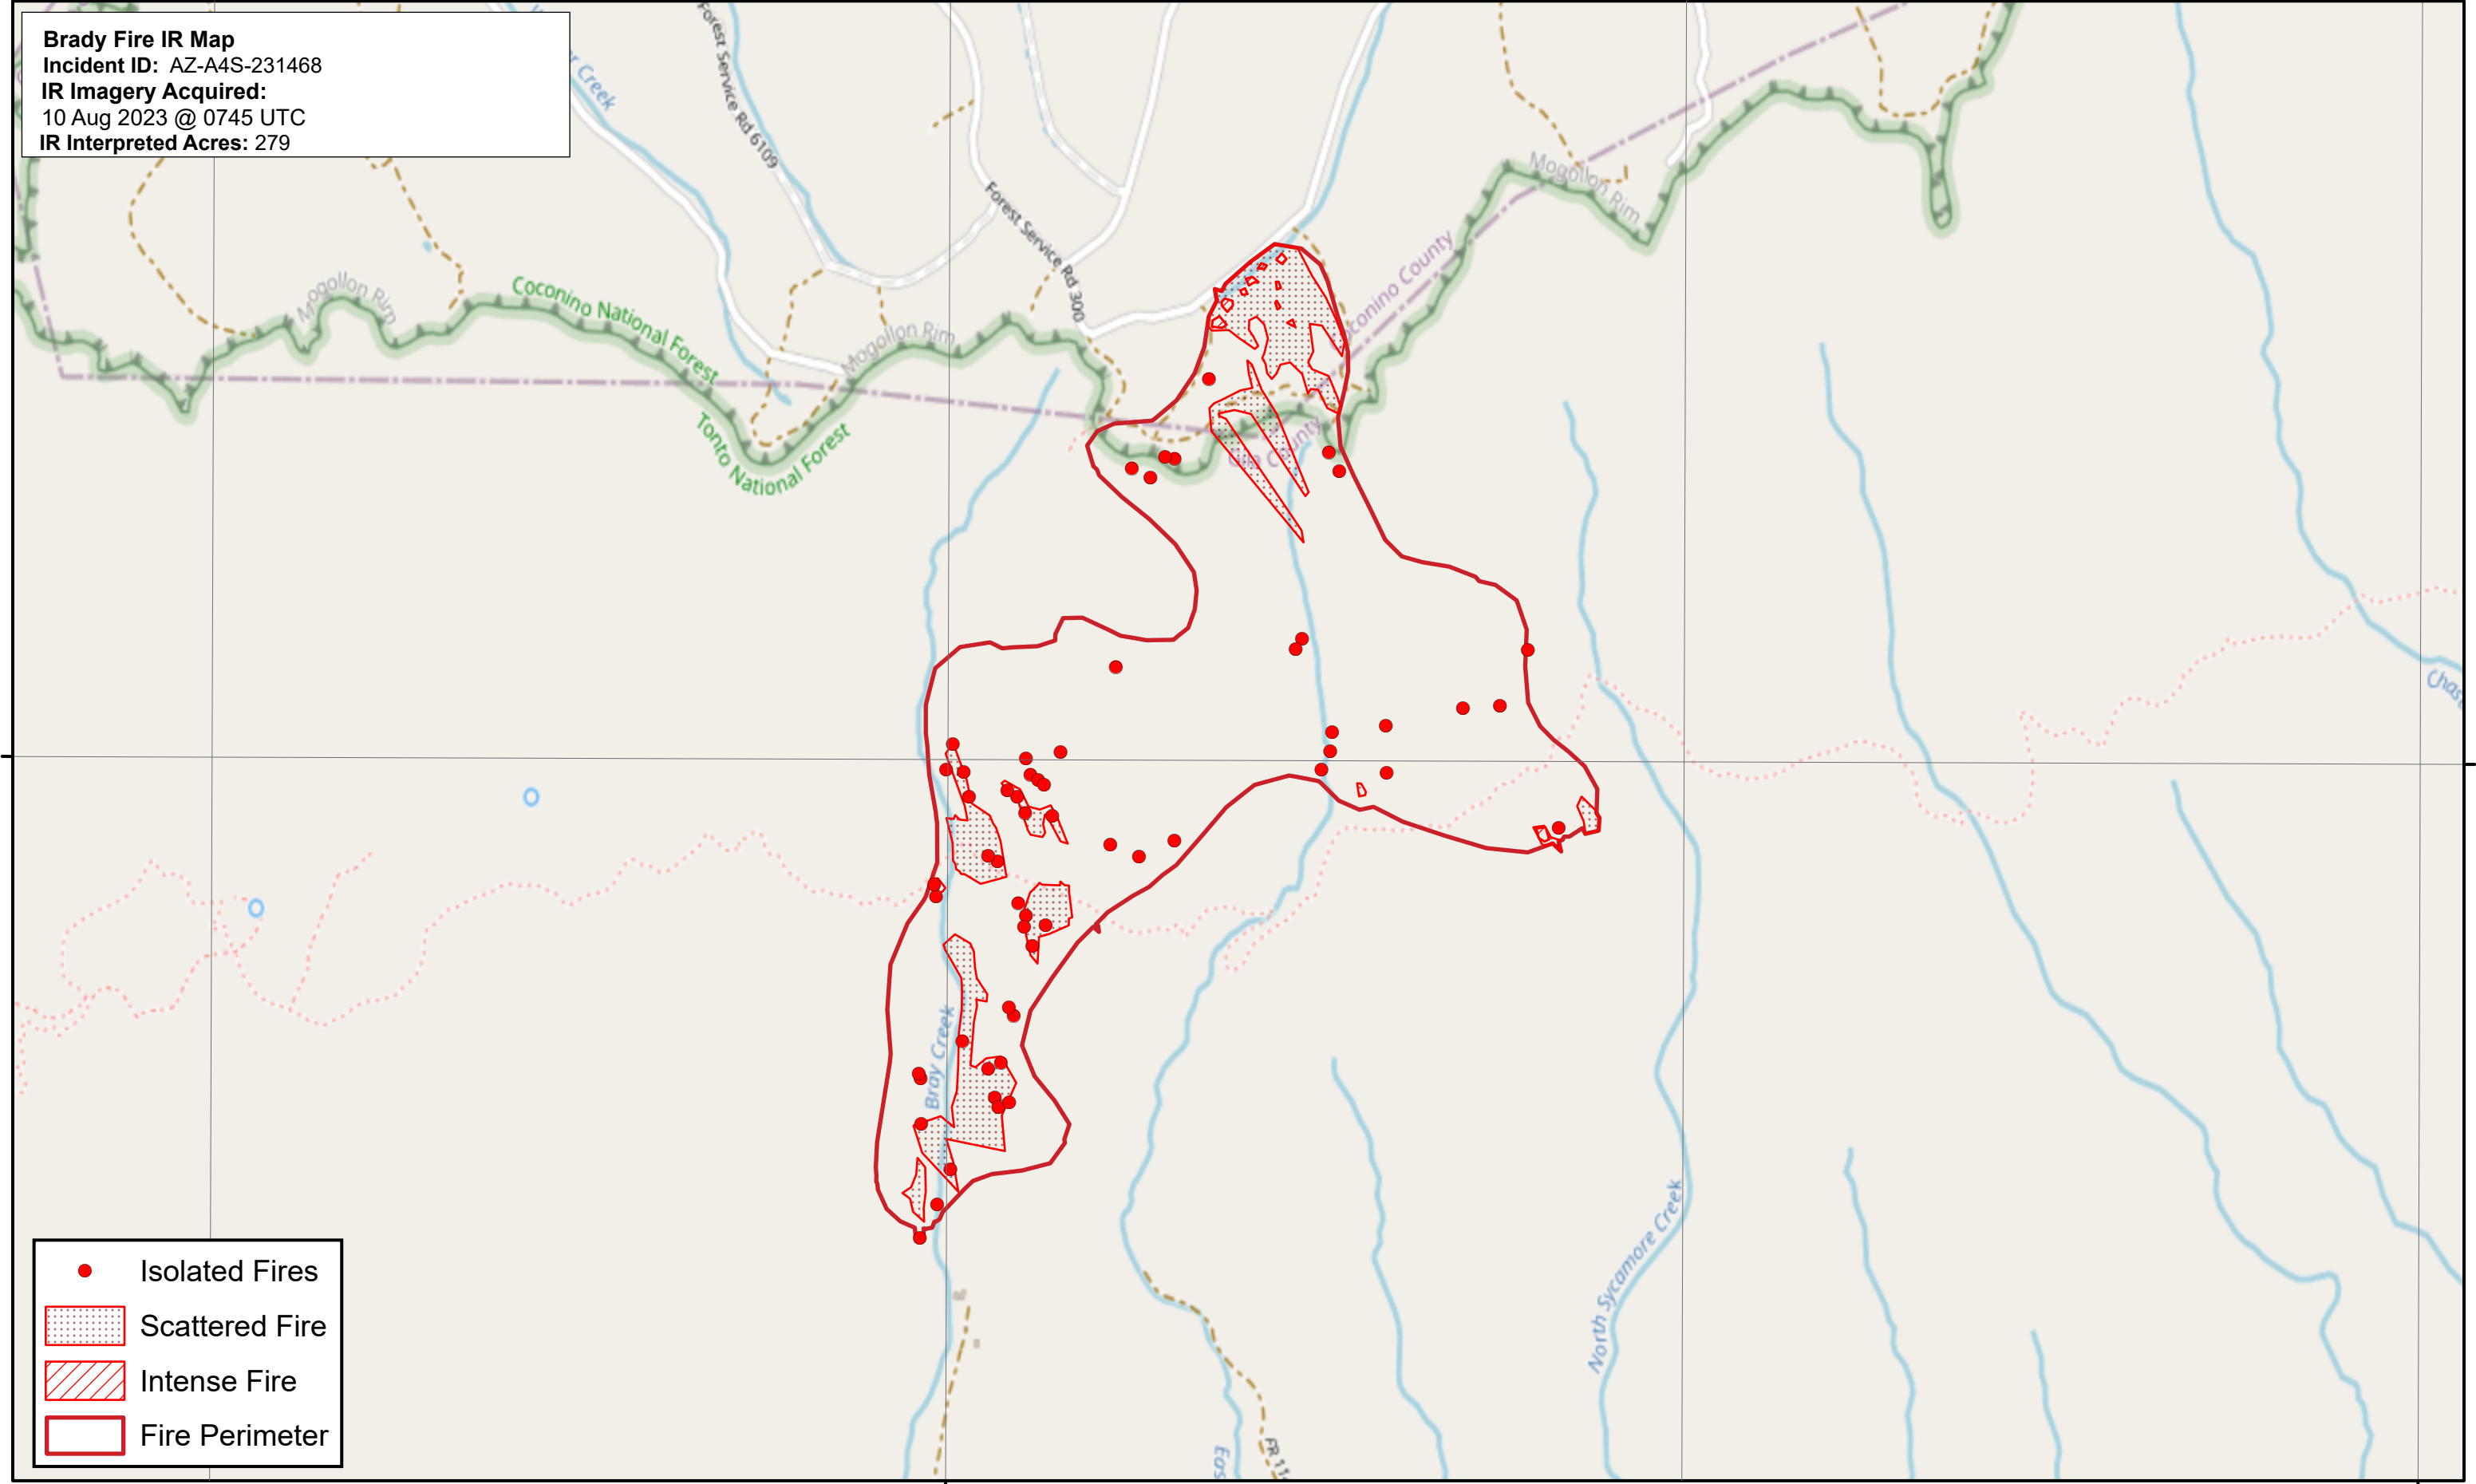 Brady Fire IR Map
Incident ID: AZ-A4S-231468
IR Imagery Acquired:
10 Aug 2023 @ 0745 UTC
IR Interpreted Acres: 279
Creek
Forest Service Rd 6109
Forest Service Rd 300
Mogollon Rim
Mogollon Rim
Mogollon Rim
Coconino National Forest
Tonto National Forest
Coconino County
Gila County
Bray Creek
North Sycamore Creek
Isolated Fires
Scattered Fire
Intense Fire
Fire Perimeter